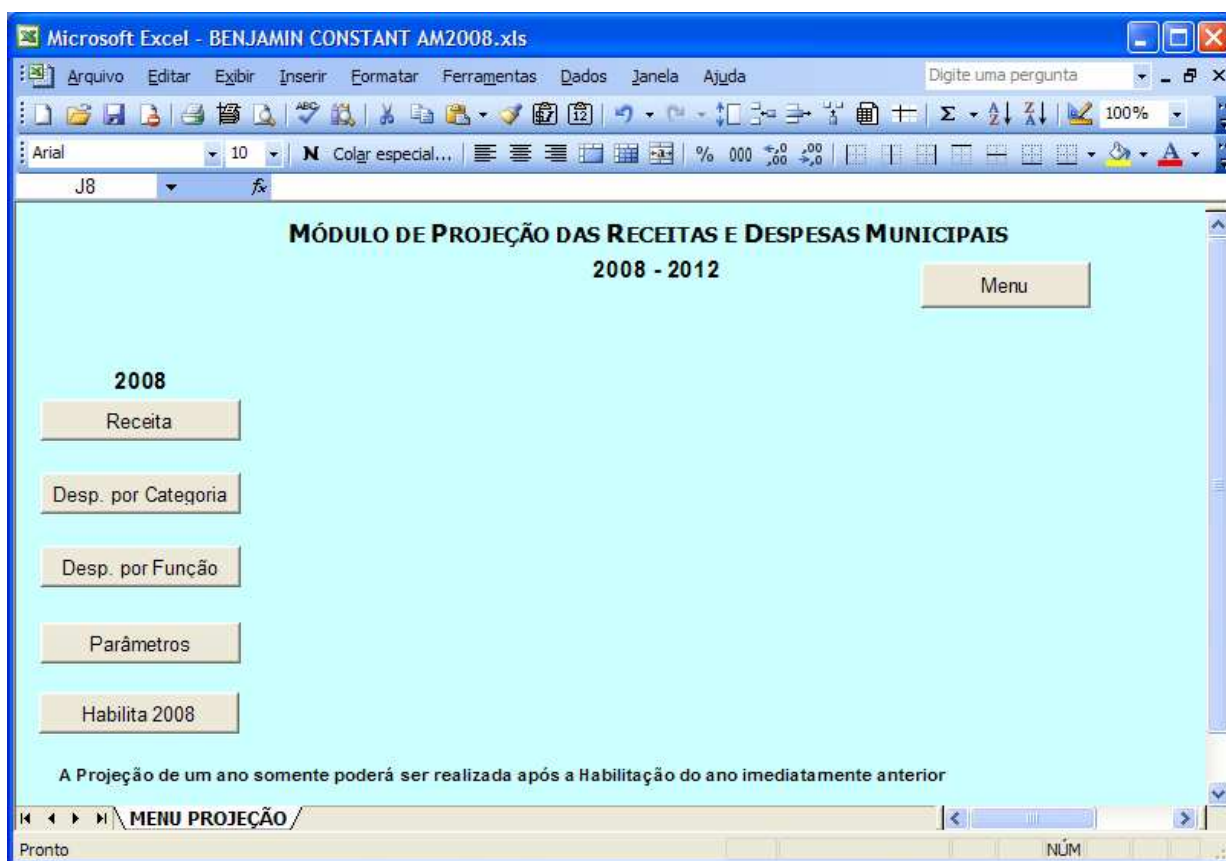 Microsoft Excel - BENJAMIN CONSTANT AM2008.xls
Arquivo Editar Exibir Inserir Formatar Ferramentas Dados Janela Ajuda Digite uma pergunta
ABC 12 Σ A Z Z A 100%
Arial 10 N Colar especial... % 000 A
J8 fx
MÓDULO DE PROJEÇÃO DAS RECEITAS E DESPESAS MUNICIPAIS
2008 - 2012
Menu
2008
Receita
Desp. por Categoria
Desp. por Função
Parâmetros
Habilita 2008
A Projeção de um ano somente poderá ser realizada após a Habilitação do ano imediatamente anterior
MENU PROJEÇÃO
Pronto NÚM